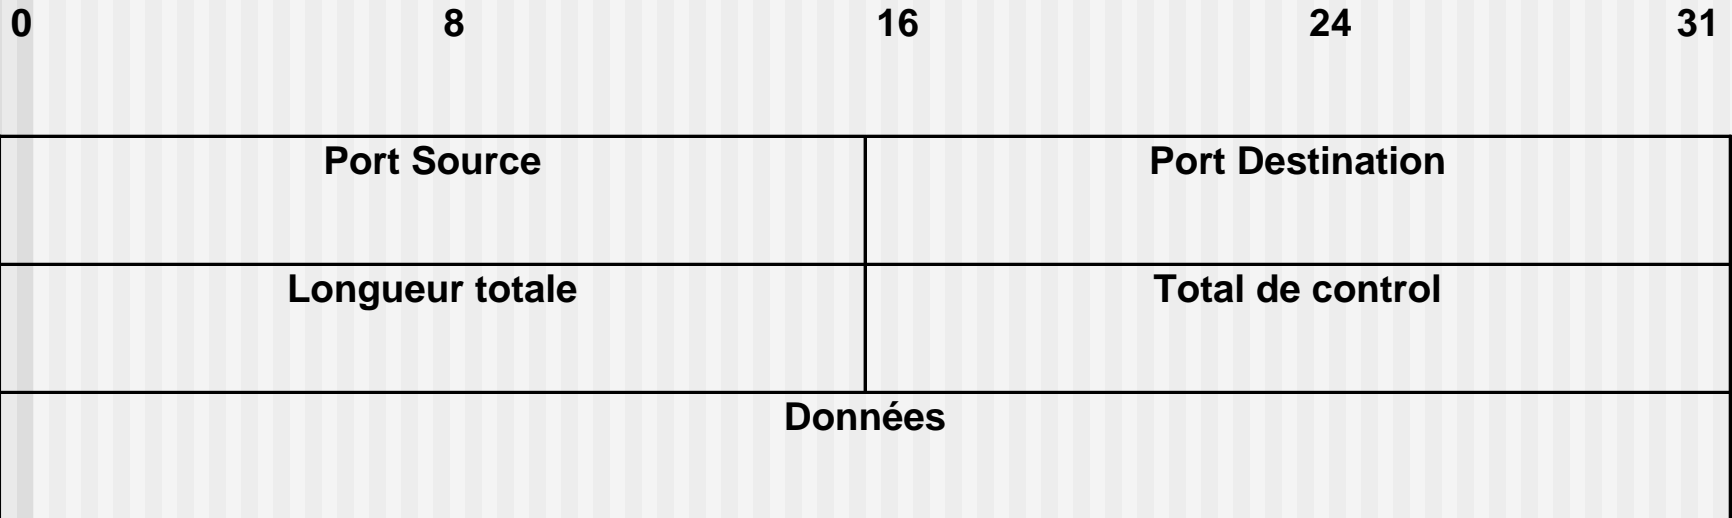 0 8 16 24 31
Port Source Port Destination
Longueur totale Total de control
Données